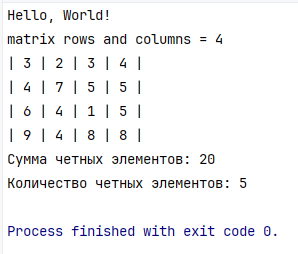 Hello, World!
matrix rows and columns = 4
| 3 | 2 | 3 | 4 |
| 4 | 7 | 5 | 5 |
| 6 | 4 | 1 | 5 |
| 9 | 4 | 8 | 8 |
Сумма четных элементов: 20
Количество четных элементов: 5

Process finished with exit code 0.